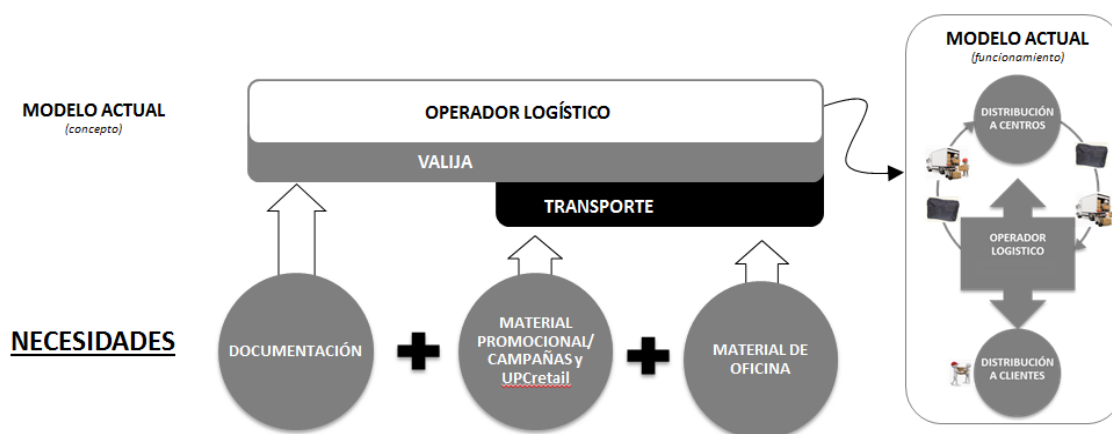 MODELO ACTUAL
(concepto)
OPERADOR LOGÍSTICO
VALIJA
TRANSPORTE
NECESIDADES
DOCUMENTACIÓN
MATERIAL
PROMOCIONAL/
CAMPAÑAS y
UPCretail
MATERIAL DE
OFICINA
MODELO ACTUAL
(funcionamiento)
DISTRIBUCIÓN
A CENTROS
OPERADOR
LOGISTICO
DISTRIBUCIÓN
A CLIENTES